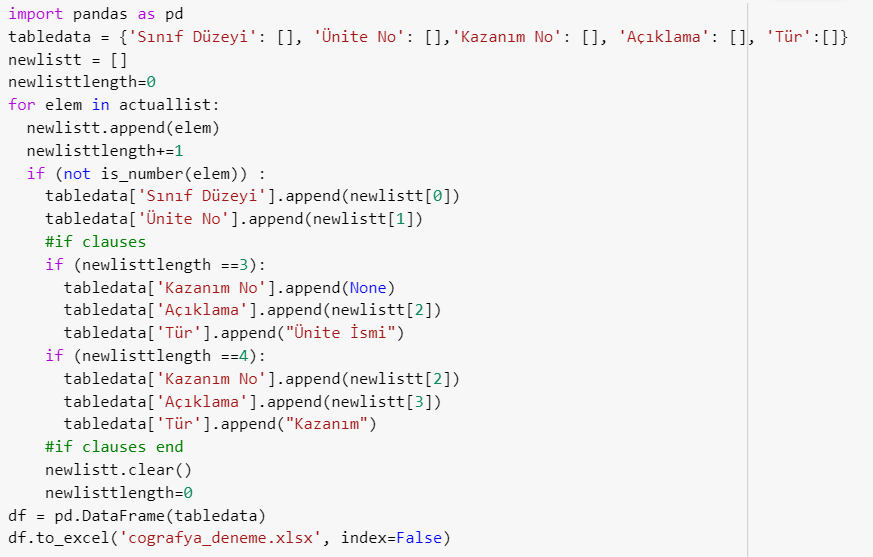 import pandas as pd
tabledata = {'Sınıf Düzeyi': [], 'Ünite No': [],'Kazanım No': [], 'Açıklama': [], 'Tür':[]}
newlistt = []
newlisttlength=0
for elem in actuallist:
  newlistt.append(elem)
  newlisttlength+=1
  if (not is_number(elem)) :
    tabledata['Sınıf Düzeyi'].append(newlistt[0])
    tabledata['Ünite No'].append(newlistt[1])
    #if clauses
    if (newlisttlength ==3):
      tabledata['Kazanım No'].append(None)
      tabledata['Açıklama'].append(newlistt[2])
      tabledata['Tür'].append("Ünite İsmi")
    if (newlisttlength ==4):
      tabledata['Kazanım No'].append(newlistt[2])
      tabledata['Açıklama'].append(newlistt[3])
      tabledata['Tür'].append("Kazanım")
    #if clauses end
    newlistt.clear()
    newlisttlength=0
df = pd.DataFrame(tabledata)
df.to_excel('cografya_deneme.xlsx', index=False)